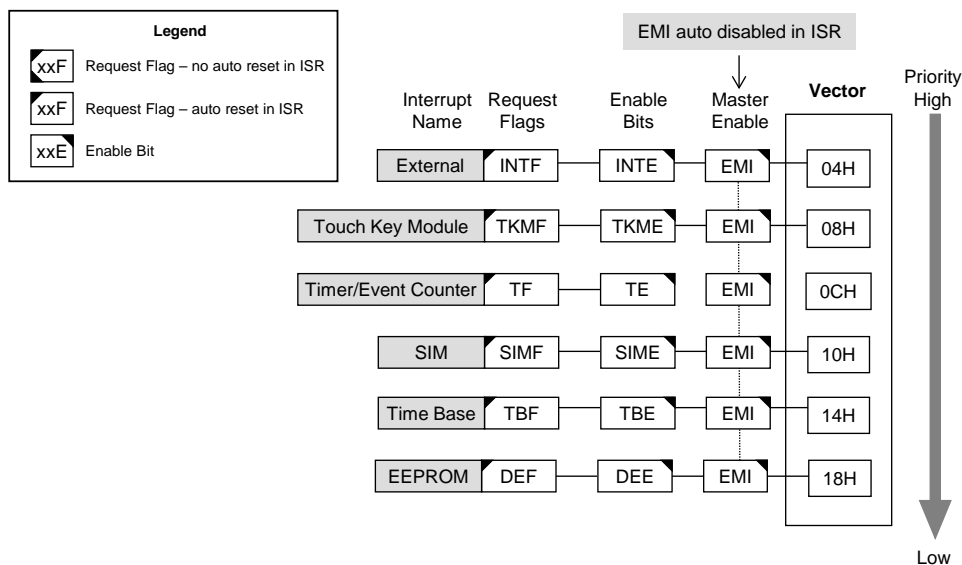 Legend
xxF Request Flag – no auto reset in ISR
xxF Request Flag – auto reset in ISR
xxE Enable Bit
EMI auto disabled in ISR
Interrupt Name
Request Flags
Enable Bits
Master Enable
Vector
Priority High
External INTF INTE EMI 04H
Touch Key Module TKMF TKME EMI 08H
Timer/Event Counter TF TE EMI 0CH
SIM SIMF SIME EMI 10H
Time Base TBF TBE EMI 14H
EEPROM DEF DEE EMI 18H
Low